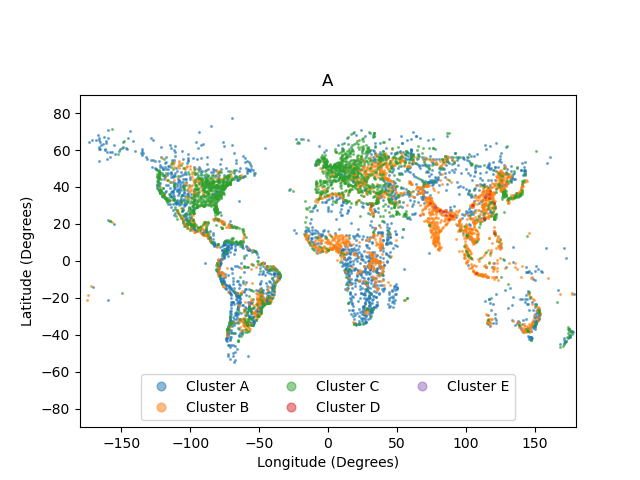 A
80
60
40
20
0
−20
−40
−60
−80
Latitude (Degrees)
Cluster A Cluster C Cluster E
Cluster B Cluster D
−150 −100 −50 0 50 100 150
Longitude (Degrees)